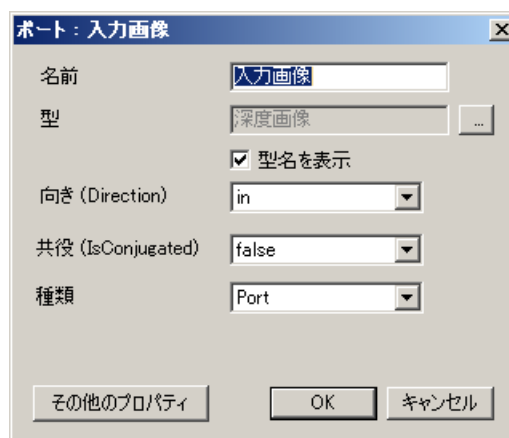 ポート：入力画像
名前 入力画像
型 深度画像 ...
型名を表示
向き (Direction) in
共役 (IsConjugated) false
種類 Port
その他のプロパティ OK キャンセル